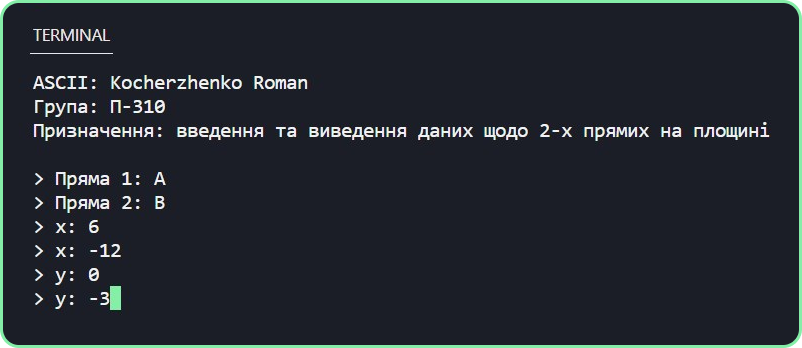 TERMINAL
ASCII: Kocherzhenko Roman
Група: П-310
Призначення: введення та виведення даних щодо 2-х прямих на площині
> Пряма 1: A
> Пряма 2: B
> x: 6
> x: -12
> y: 0
> y: -3